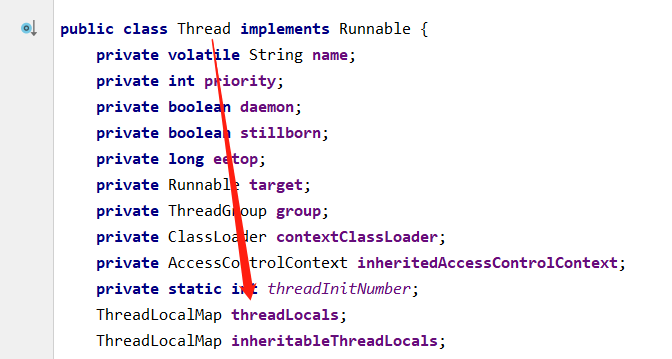 public class Thread implements Runnable {
private volatile String name;
private int priority;
private boolean daemon;
private boolean stillborn;
private long eetop;
private Runnable target;
private ThreadGroup group;
private ClassLoader contextClassLoader;
private AccessControlContext inheritedAccessControlContext;
private static int threadInitNumber;
ThreadLocalMap threadLocals;
ThreadLocalMap inheritableThreadLocals;